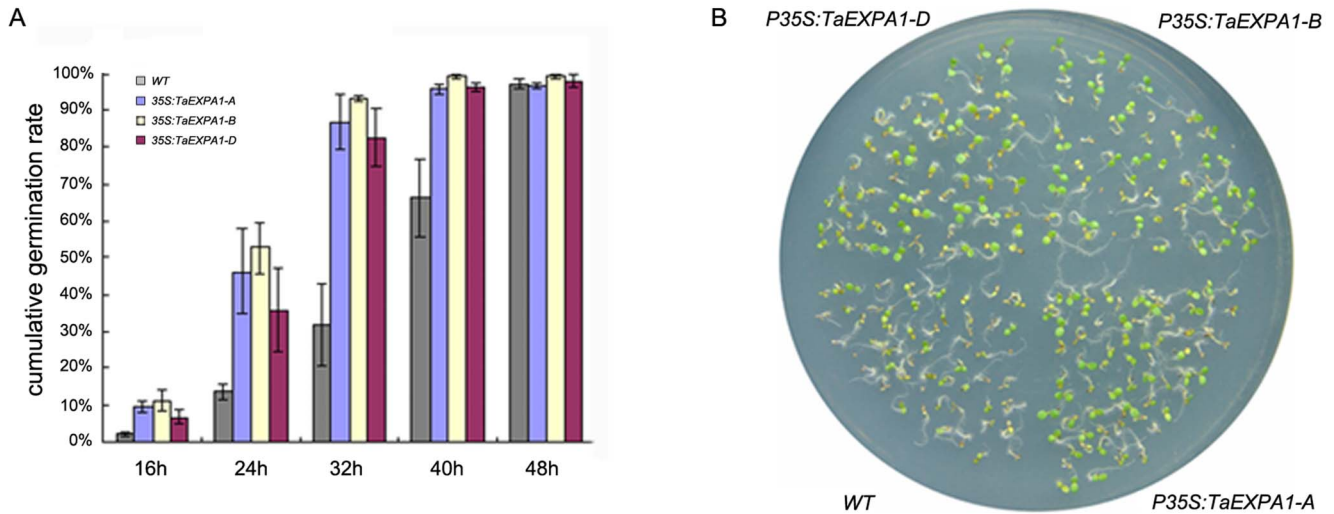 A
cumulative germination rate
100%
90%
80%
70%
60%
50%
40%
30%
20%
10%
0%
WT
35S:TaEXPA1-A
35S:TaEXPA1-B
35S:TaEXPA1-D
16h
24h
32h
40h
48h
B
P35S:TaEXPA1-D
P35S:TaEXPA1-B
WT
P35S:TaEXPA1-A